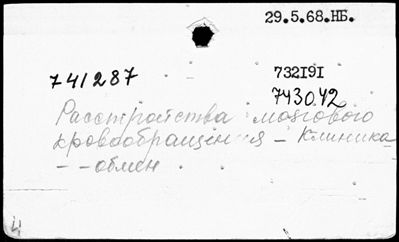 29.5.68.НБ.
741287 732191
743042
Расстройства мозгового
кровообращения – Клиника
– – обмен